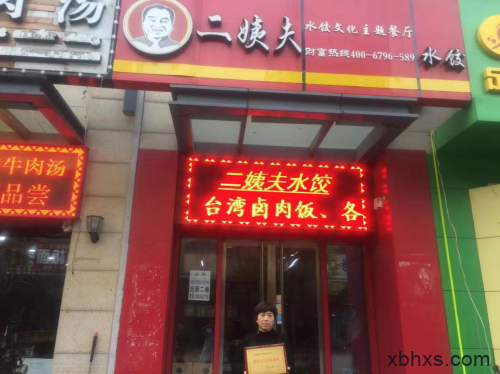 肉汤
二姨夫
水饺文化主题餐厅
财富热线400-6796-589
水饺
牛肉汤
品尝
二姨夫水饺
台湾卤肉饭、各
xbhxs.com